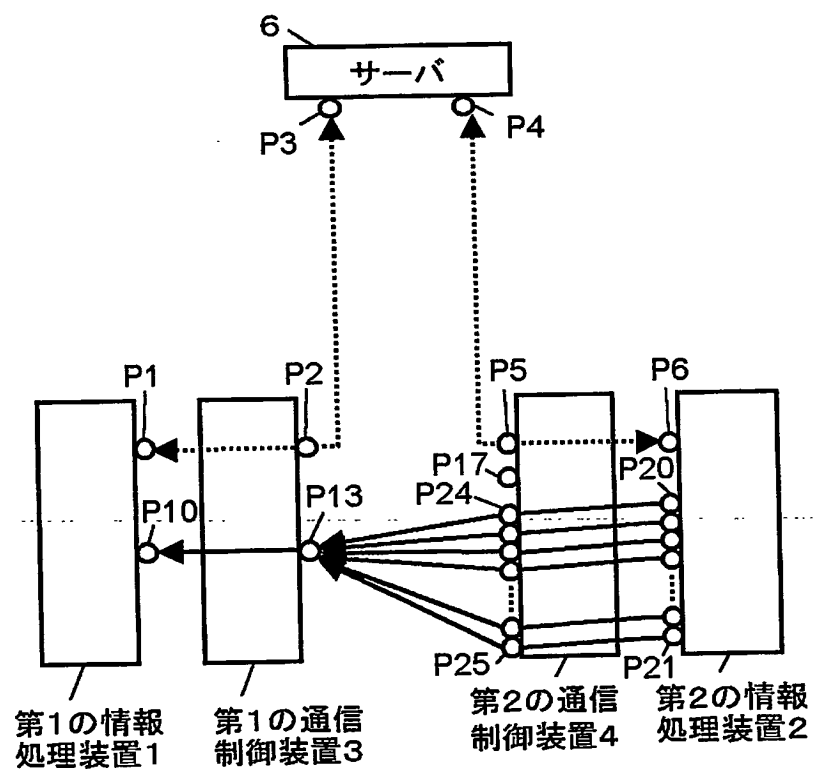 6
サーバ
P3
P4
P1
P2
P5
P6
P17
P20
P24
P10
P13
P25
P21
第1の情報
処理装置1
第1の通信
制御装置3
第2の通信
制御装置4
第2の情報
処理装置2